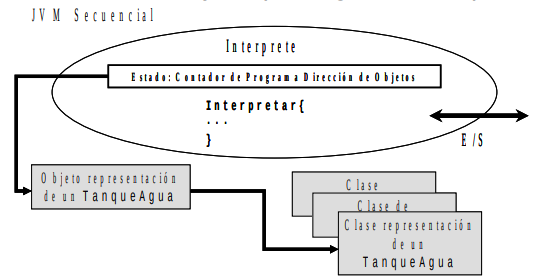 JVM Secuencial
Interprete
Estado: Contador de Programa Dirección de Objetos
Interpretar{
...
}
E/S
Objeto representación
de un TanqueAgua
Clase
Clase de
Clase representación
de un
TanqueAgua